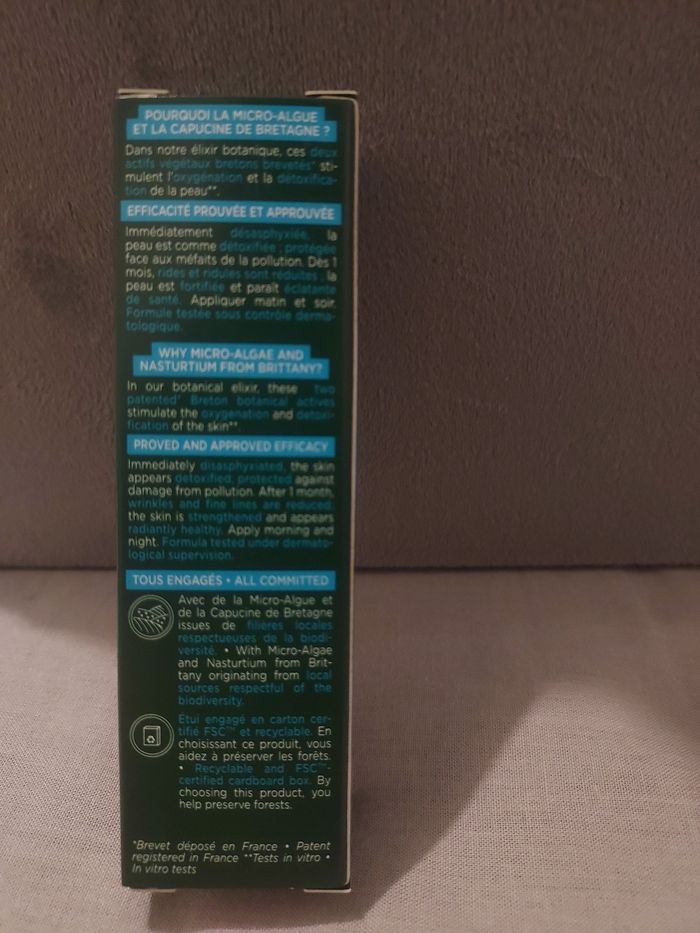 POURQUOI LA MICRO-ALGUE
ET LA CAPUCINE DE BRETAGNE ?
Dans notre élixir botanique, ces deux
actifs végétaux bretons brevetés* sti-
mulent l'oxygénation et la détoxifica-
tion de la peau**.
EFFICACITÉ PROUVÉE ET APPROUVÉE
Immédiatement désasphyxiée, la
peau est comme détoxifiée ; protégée
face aux méfaits de la pollution. Dès 1
mois, rides et ridules sont réduites ; la
peau est fortifiée et paraît éclatante
de santé. Appliquer matin et soir.
Formule testée sous contrôle derma-
tologique.
WHY MICRO-ALGAE AND
NASTURTIUM FROM BRITTANY?
In our botanical elixir, these two
patented* Breton botanical actives
stimulate the oxygenation and detoxi-
fication of the skin**.
PROVED AND APPROVED EFFICACY
Immediately disasphyxiated, the skin
appears detoxified; protected against
damage from pollution. After 1 month,
wrinkles and fine lines are reduced;
the skin is strengthened and appears
radiantly healthy. Apply morning and
night. Formula tested under dermato-
logical supervision.
TOUS ENGAGÉS • ALL COMMITTED
Avec de la Micro-Algue et
de la Capucine de Bretagne
issues de filières locales
respectueuses de la biodi-
versité. • With Micro-Algae
and Nasturtium from Brit-
tany originating from local
sources respectful of the
biodiversity.
Etui engagé en carton cer-
tifié FSC™ et recyclable. En
choisissant ce produit, vous
aidez à préserver les forêts.
• Recyclable and FSC™-
certified cardboard box. By
choosing this product, you
help preserve forests.
*Brevet déposé en France • Patent
registered in France **Tests in vitro •
In vitro tests